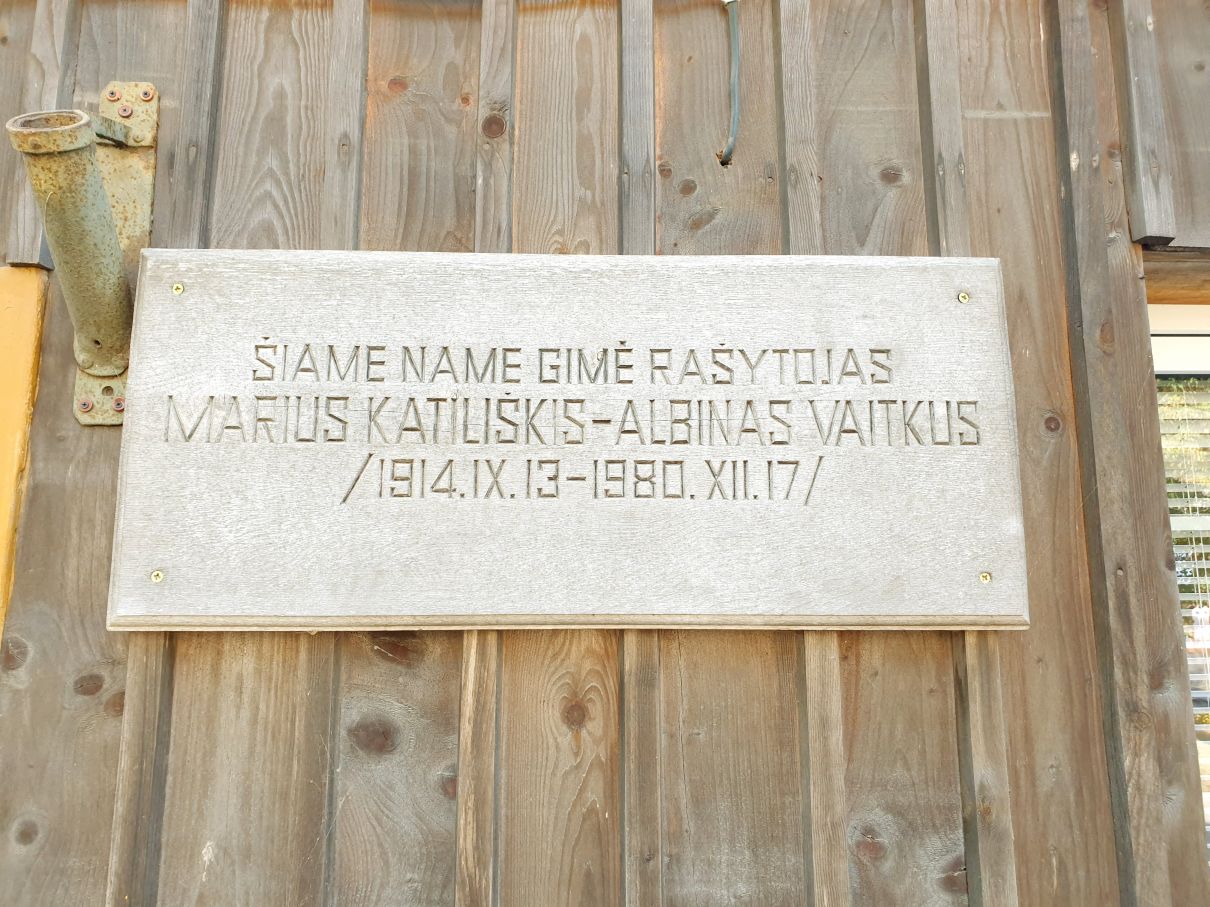 ŠIAME NAME GIMĖ RAŠYTOJAS
MARIUS KATILIŠKIS-ALBINAS VAITKUS
/1914.IX.13-1980.XII.17/